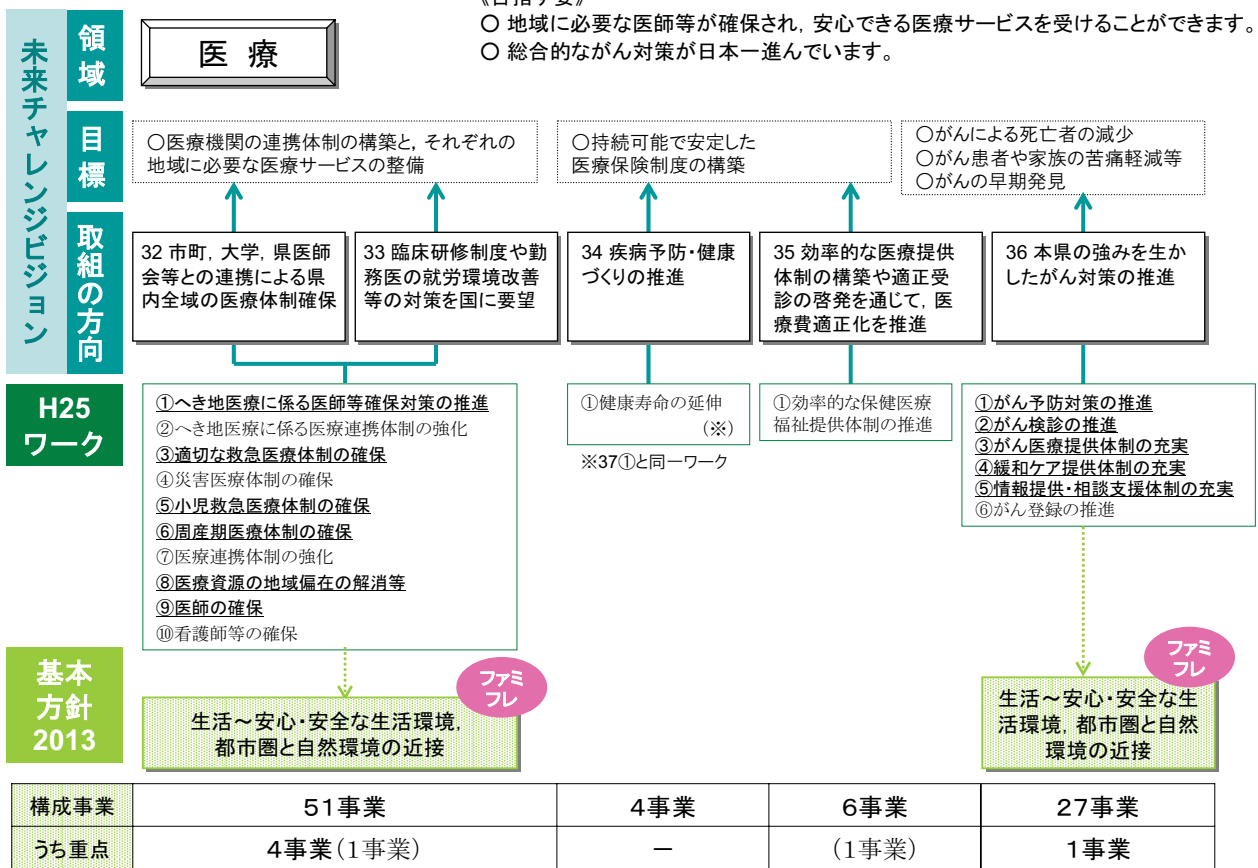 ○ 地域に必要な医師等が確保され，安心できる医療サービスを受けることができます。
○ 総合的ながん対策が日本一進んでいます。
未来チャレンジビジョン
領域
医 療
目標
○医療機関の連携体制の構築と，それぞれの
地域に必要な医療サービスの整備
○持続可能で安定した
医療保険制度の構築
○がんによる死亡者の減少
○がん患者や家族の苦痛軽減等
○がんの早期発見
取組の方向
32 市町，大学，県医師
会等との連携による県
内全域の医療体制確保
33 臨床研修制度や勤
務医の就労環境改善
等の対策を国に要望
34 疾病予防・健康
づくりの推進
35 効率的な医療提供
体制の構築や適正受
診の啓発を通じて，医
療費適正化を推進
36 本県の強みを生か
したがん対策の推進
H25
ワーク
①へき地医療に係る医師等確保対策の推進
②へき地医療に係る医療連携体制の強化
③適切な救急医療体制の確保
④災害医療体制の確保
⑤小児救急医療体制の確保
⑥周産期医療体制の確保
⑦医療連携体制の強化
⑧医療資源の地域偏在の解消等
⑨医師の確保
⑩看護師等の確保
①健康寿命の延伸
（※）
※37①と同一ワーク
①効率的な保健医療
福祉提供体制の推進
①がん予防対策の推進
②がん検診の推進
③がん医療提供体制の充実
④緩和ケア提供体制の充実
⑤情報提供・相談支援体制の充実
⑥がん登録の推進
基本
方針
2013
ファミ
フレ
生活～安心・安全な生活環境，
都市圏と自然環境の近接
ファミ
フレ
生活～安心・安全な生
活環境，都市圏と自然
環境の近接
構成事業 51事業 4事業 6事業 27事業
うち重点 4事業（1事業） － （1事業） 1事業